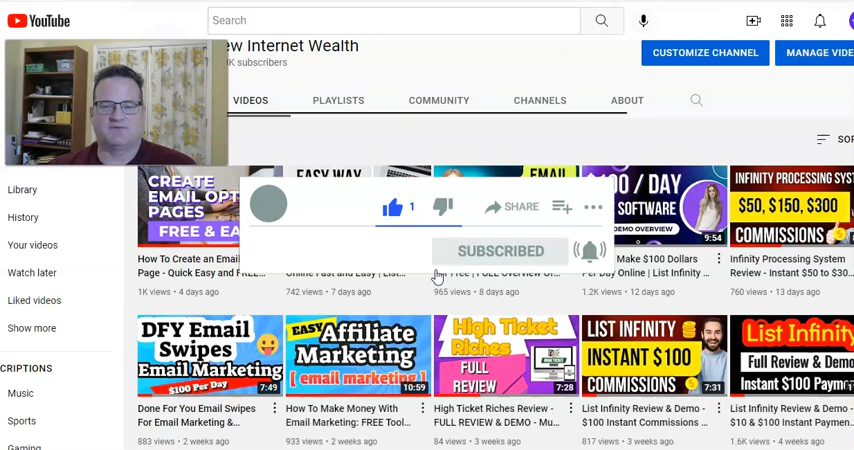 YouTube
Search
ew Internet Wealth
K subscribers
CUSTOMIZE CHANNEL
MANAGE VIDE
VIDEOS
PLAYLISTS
COMMUNITY
CHANNELS
ABOUT
SOR
Library
History
Your videos
Watch later
Liked videos
Show more
CRIPTIONS
Music
Sports
Gaming
CREATE
EMAIL OPT
PAGES
FREE & EA
EASY WAY
EMAIL
00 / DAY
SOFTWARE
DEMO OVERVIEW
9:54
INFINITY PROCESSING SYS
$50, $150, $300
COMMISSIONS
1
SHARE
SUBSCRIBED
How To Create an Email
Page - Quick Easy and FREE
1K views • 4 days ago
Online Fast and Easy | List
742 views • 7 days ago
For Free | FULL Overview Of
965 views • 8 days ago
Make $100 Dollars
Per Day Online | List Infinity
1.2K views • 12 days ago
Infinity Processing System
Review - Instant $50 to $30...
760 views • 13 days ago
DFY Email
Swipes
Email Marketing
$100 Per Day
7:49
EASY
Affiliate
Marketing
[ email marketing ]
10:59
High Ticket
Riches
FULL
REVIEW
7:28
LIST INFINITY
INSTANT $100
COMMISSIONS
7:31
List Infinity
Full Review & Demo
Instant $100 Paym
Done For You Email Swipes
For Email Marketing &...
883 views • 2 weeks ago
How To Make Money With
Email Marketing: FREE Tool...
933 views • 2 weeks ago
High Ticket Riches Review -
FULL REVIEW & DEMO - Mu...
84 views • 3 weeks ago
List Infinity Review & Demo -
$100 Instant Commissions ...
817 views • 3 weeks ago
List Infinity Review & Demo -
$10 & $100 Instant Paymen...
1.6K views • 4 weeks ago